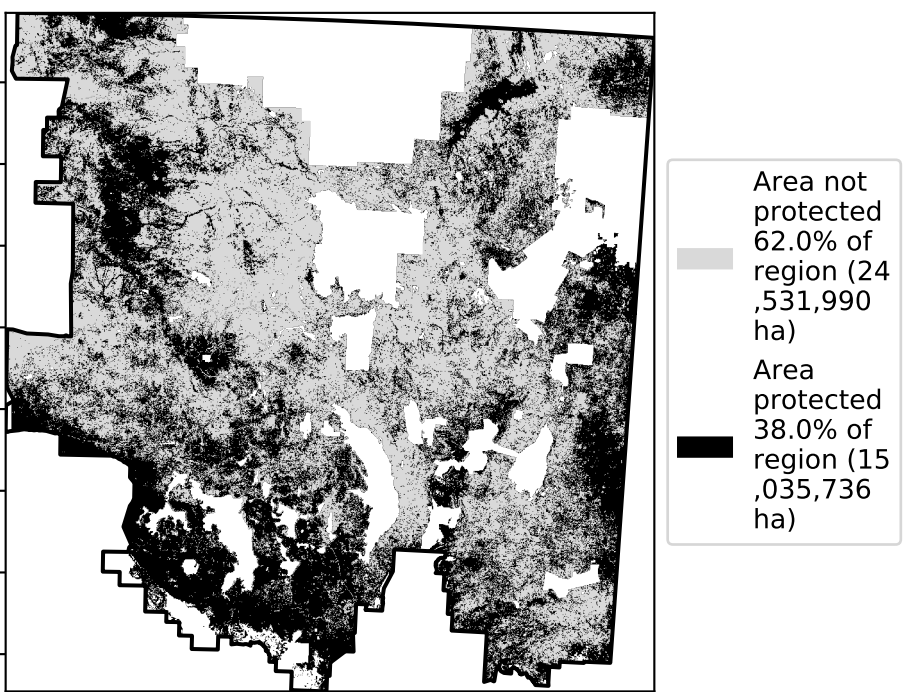 Area not
protected
62.0% of
region (24
,531,990
ha)
Area
protected
38.0% of
region (15
,035,736
ha)